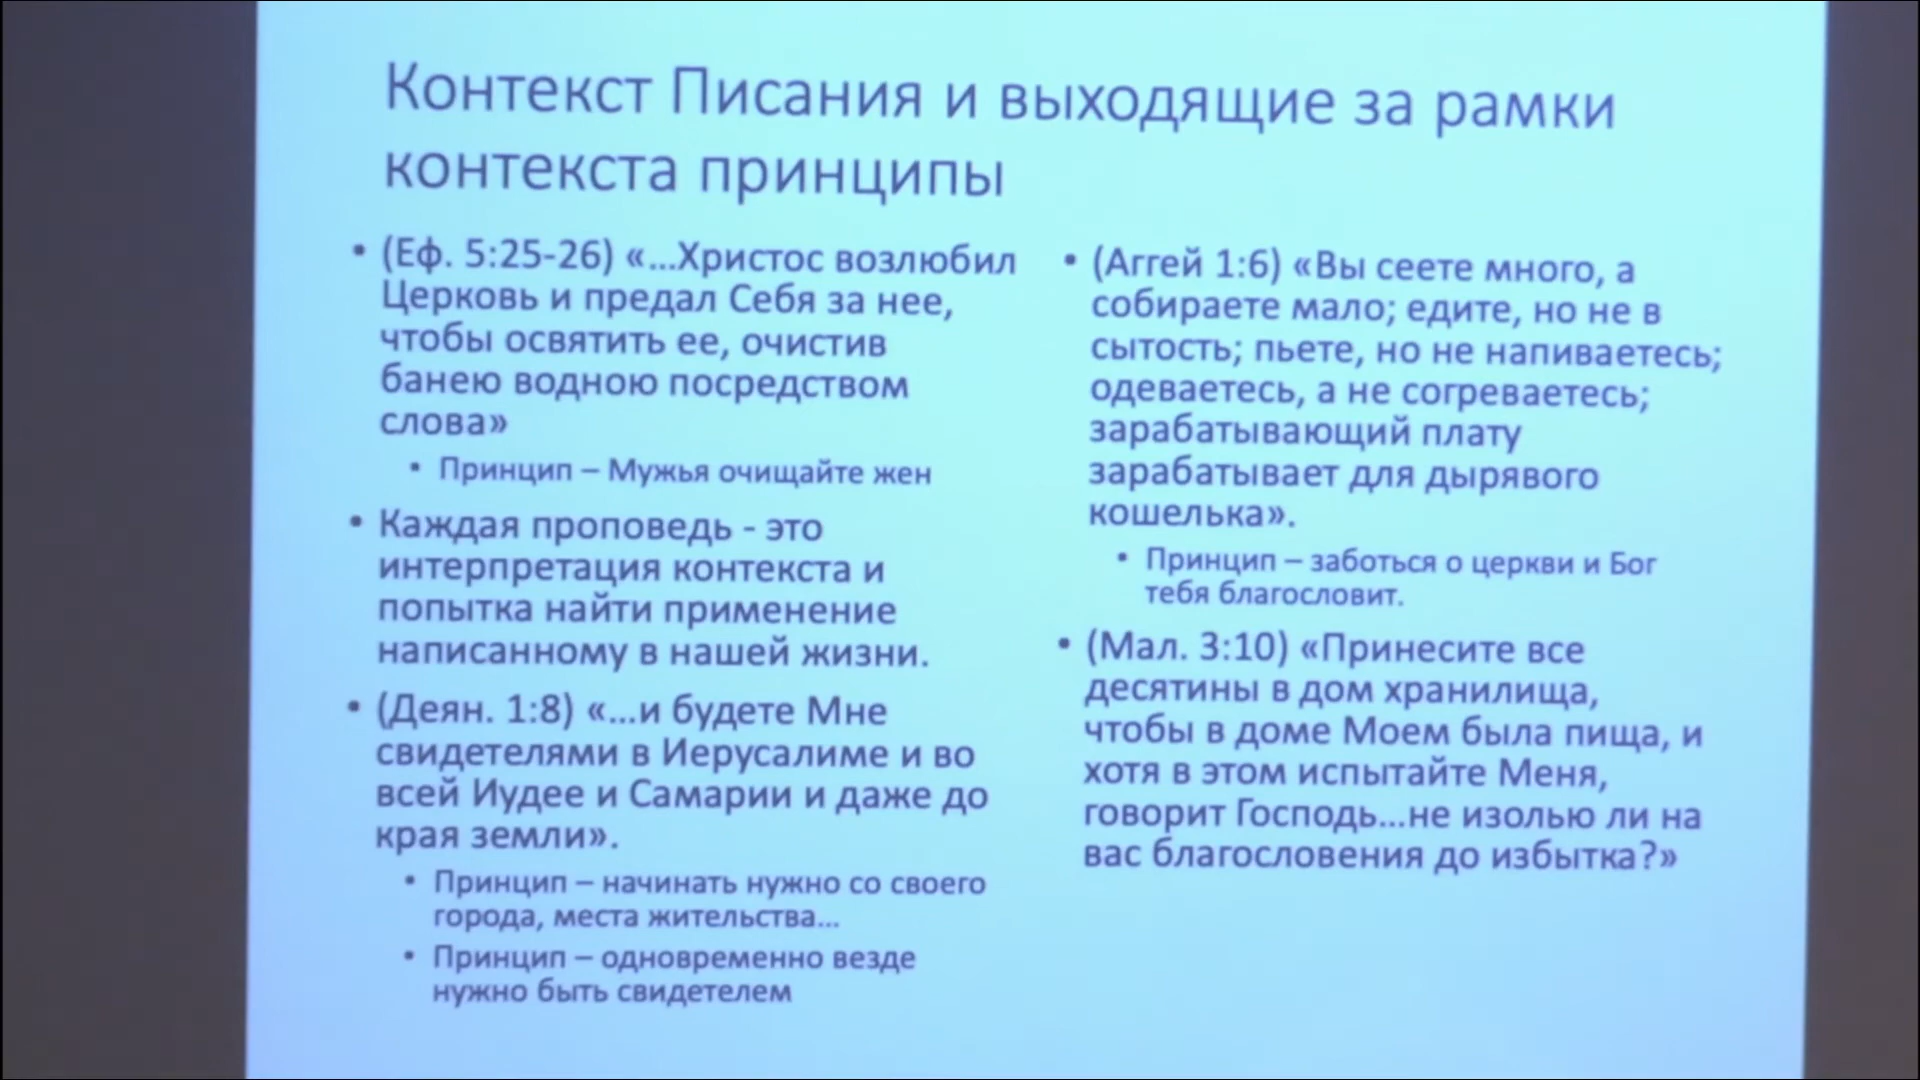 Контекст Писания и выходящие за рамки
контекста принципы
• (Еф. 5:25-26) «…Христос возлюбил
Церковь и предал Себя за нее,
чтобы освятить ее, очистив
банею водною посредством
слова»
• Принцип – Мужья очищайте жен
• Каждая проповедь - это
интерпретация контекста и
попытка найти применение
написанному в нашей жизни.
• (Деян. 1:8) «…и будете Мне
свидетелями в Иерусалиме и во
всей Иудее и Самарии и даже до
края земли».
• Принцип – начинать нужно со своего
города, места жительства…
• Принцип – одновременно везде
нужно быть свидетелем
• (Аггей 1:6) «Вы сеете много, а
собираете мало; едите, но не в
сытость; пьете, но не напиваетесь;
одеваетесь, а не согреваетесь;
зарабатывающий плату
зарабатывает для дырявого
кошелька».
• Принцип – заботься о церкви и Бог
тебя благословит.
• (Мал. 3:10) «Принесите все
десятины в дом хранилища,
чтобы в доме Моем была пища, и
хотя в этом испытайте Меня,
говорит Господь…не изолью ли на
вас благословения до избытка?»